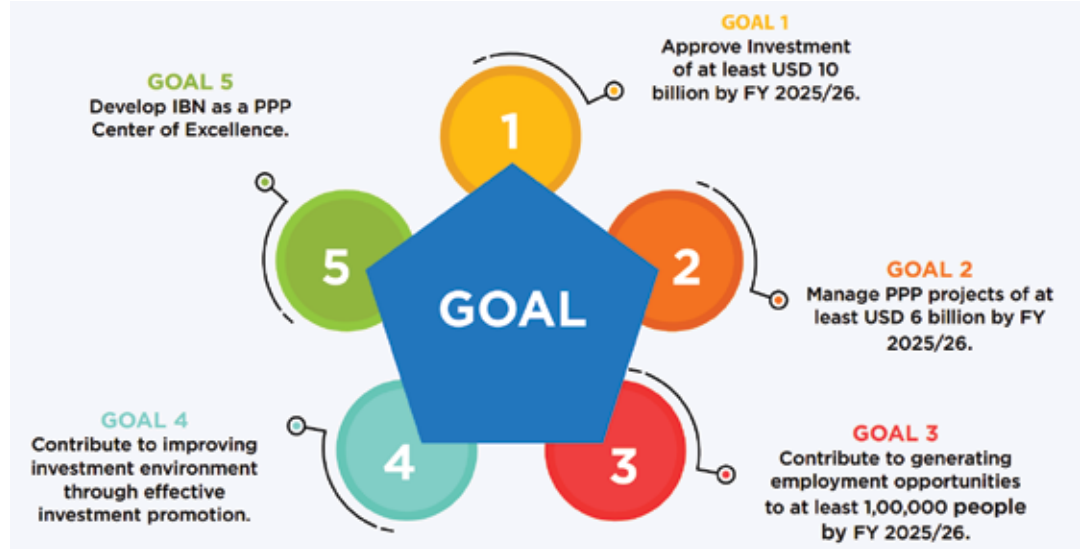 GOAL 1
Approve Investment
of at least USD 10
billion by FY 2025/26.
1
GOAL 2
Manage PPP projects of at
least USD 6 billion by FY
2025/26.
2
GOAL 3
Contribute to generating
employment opportunities
to at least 1,00,000 people
by FY 2025/26.
3
GOAL 4
Contribute to improving
investment environment
through effective
investment promotion.
4
GOAL 5
Develop IBN as a PPP
Center of Excellence.
5
GOAL